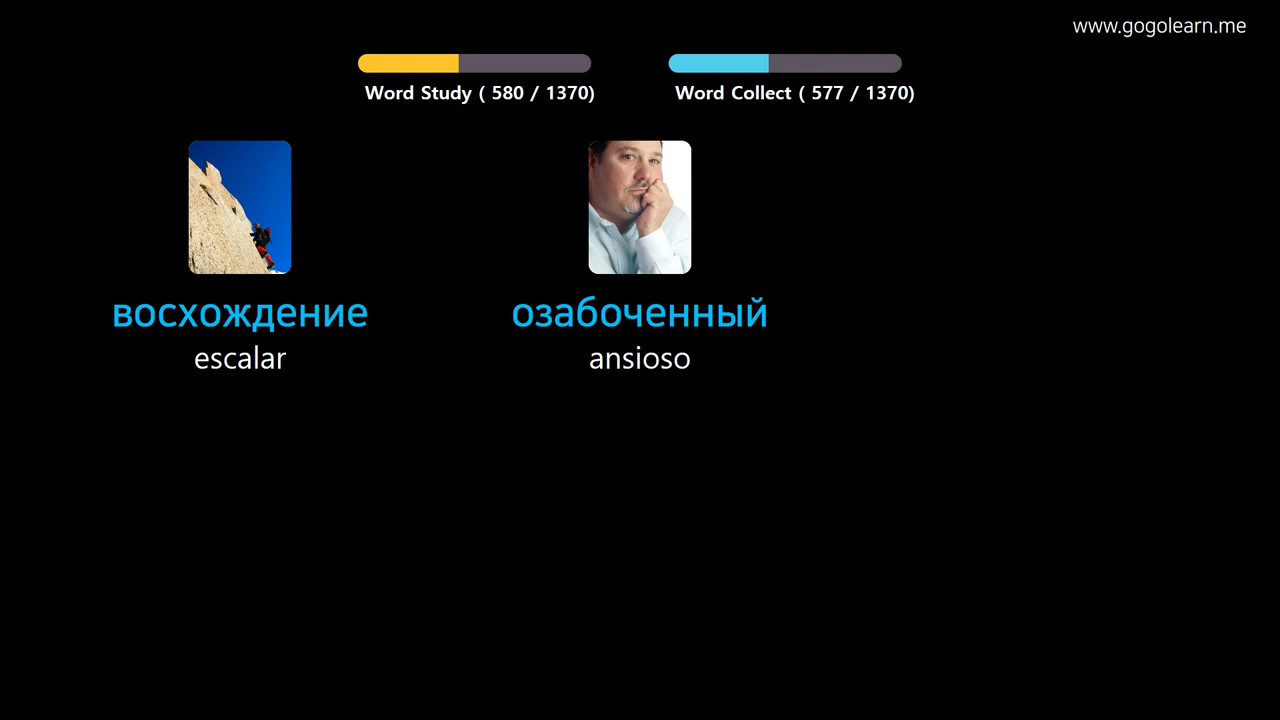 www.gogolearn.me
Word Study ( 580 / 1370)
Word Collect ( 577 / 1370)
восхождение
escalar
озабоченный
ansioso